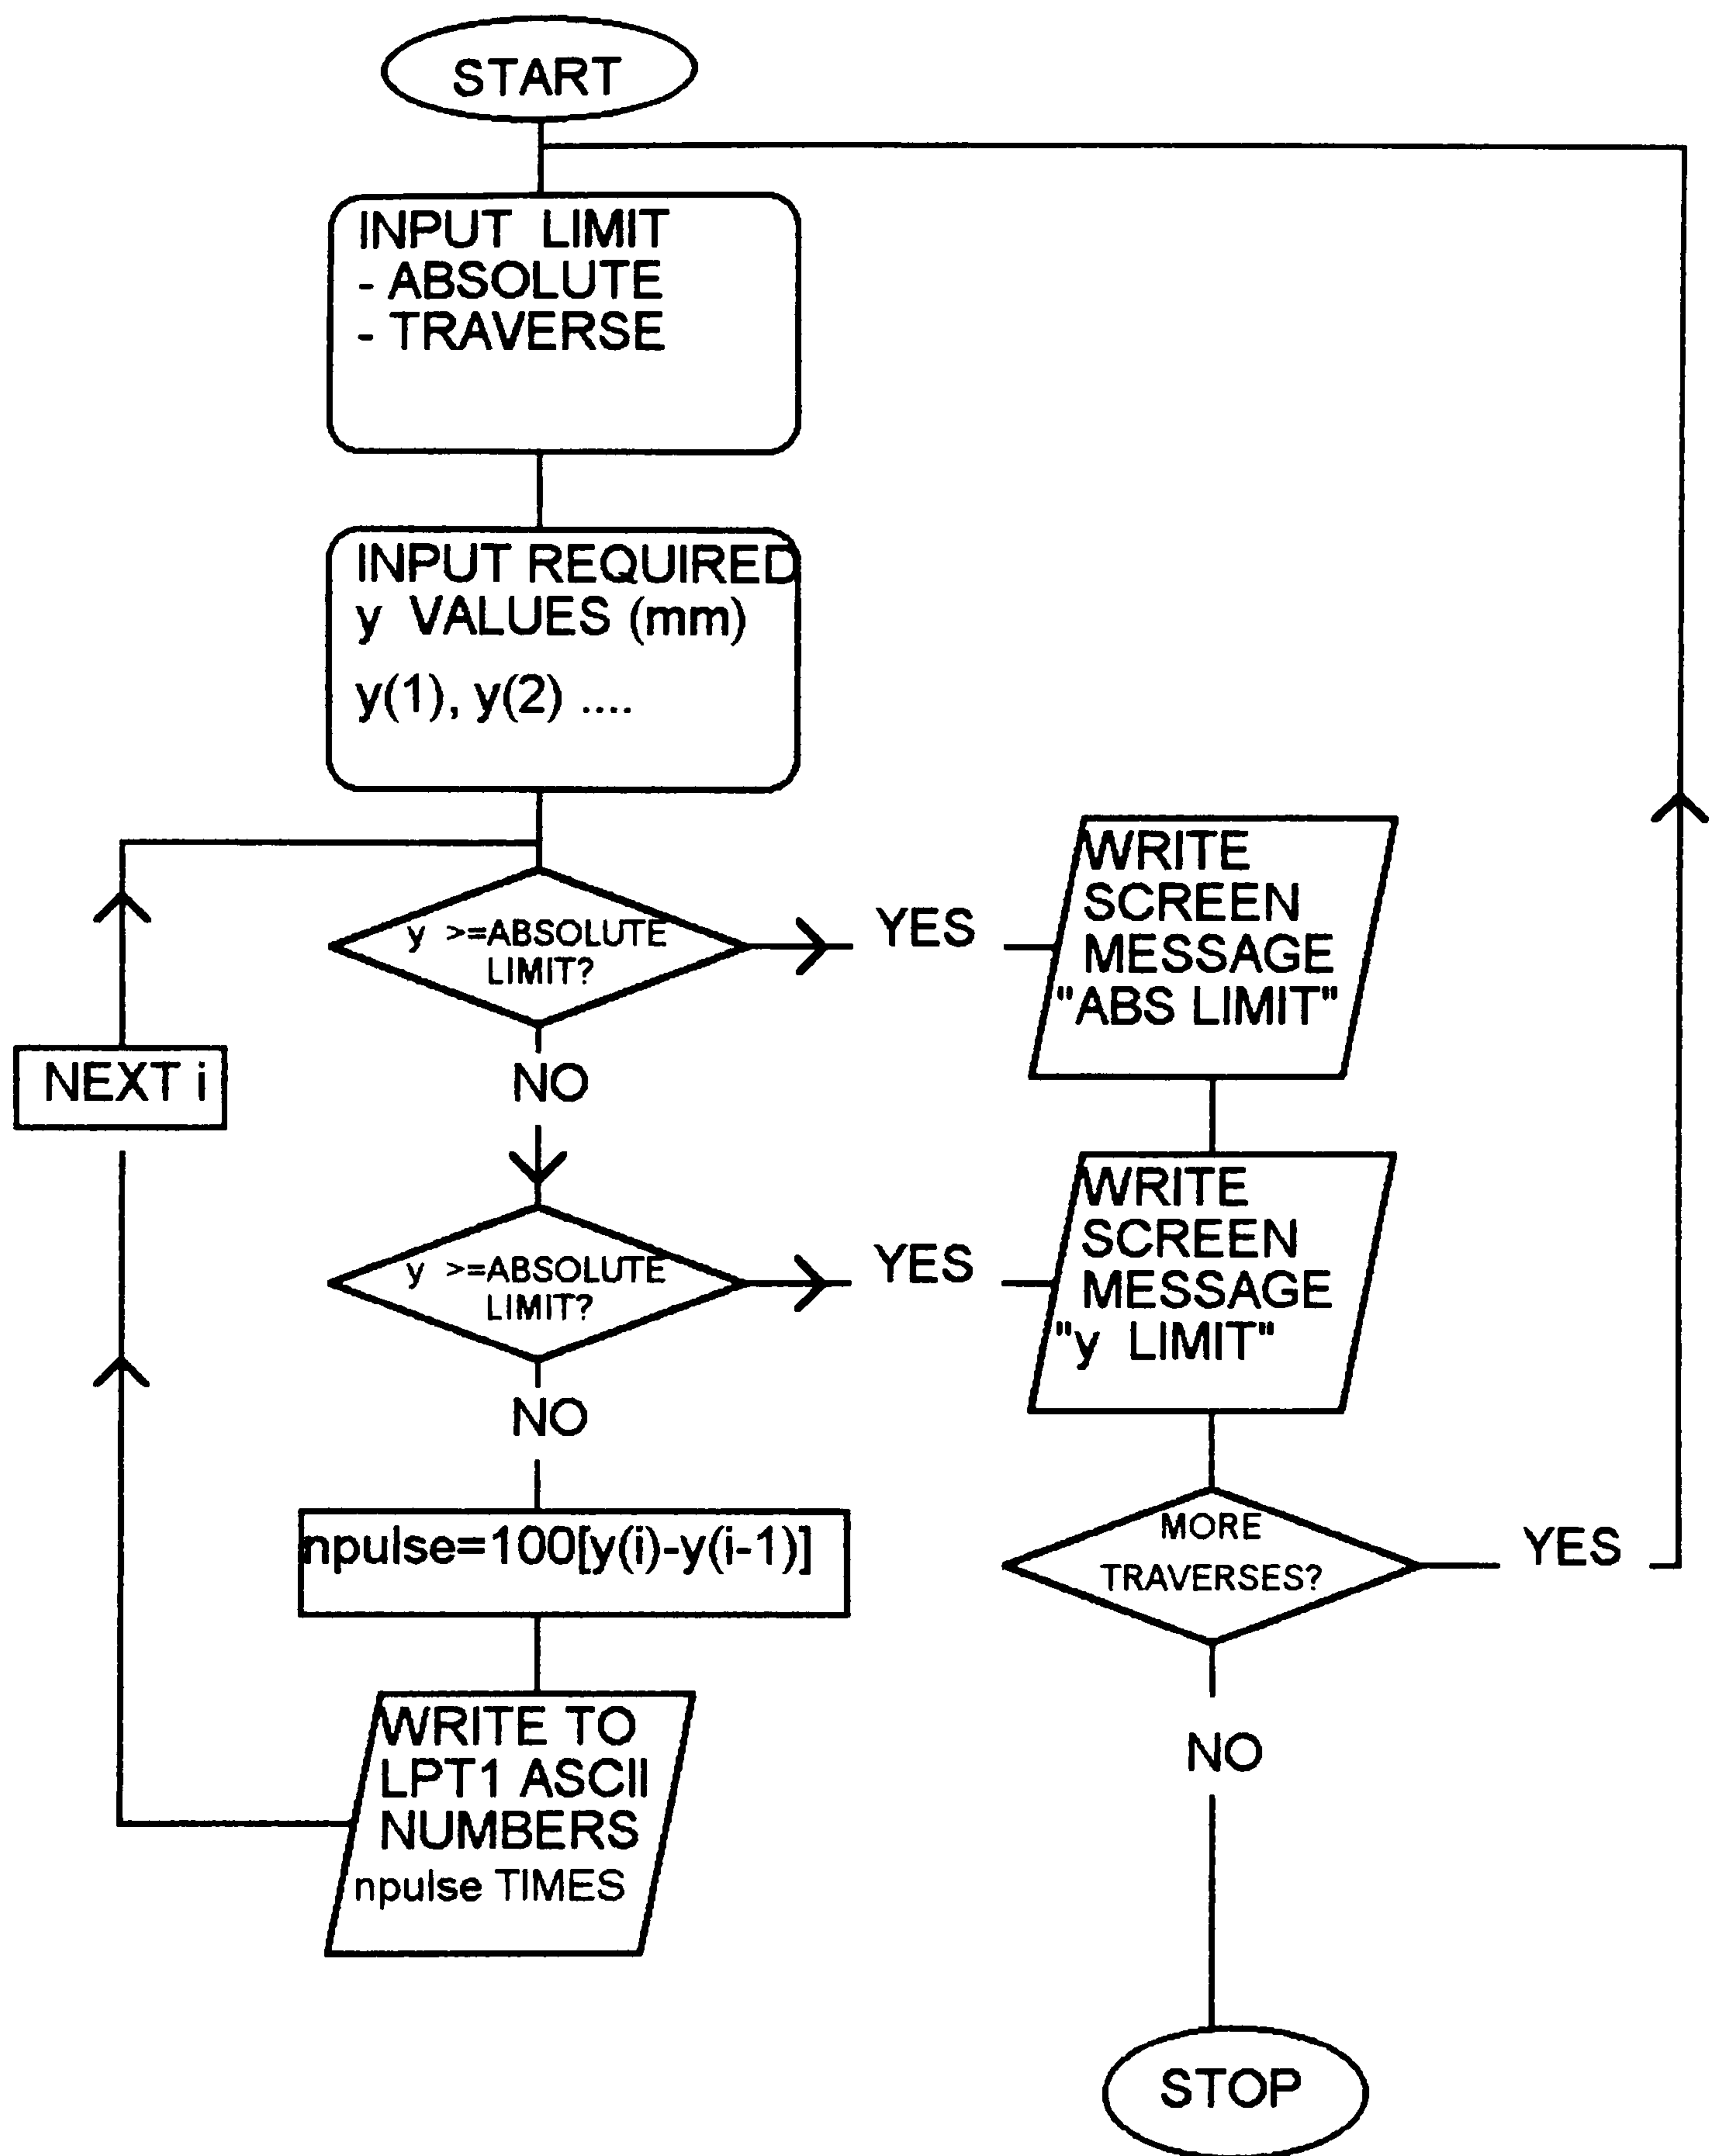 START
INPUT LIMIT
- ABSOLUTE
- TRAVERSE
INPUT REQUIRED
y VALUES (mm)
y(1), y(2) ....
y >=ABSOLUTE
LIMIT?
YES
WRITE
SCREEN
MESSAGE
"ABS LIMIT"
NO
NEXT i
y >=ABSOLUTE
LIMIT?
YES
WRITE
SCREEN
MESSAGE
"y LIMIT"
NO
npulse=100[y(i)-y(i-1)]
MORE
TRAVERSES?
YES
WRITE TO
LPT1 ASCII
NUMBERS
npulse TIMES
NO
STOP